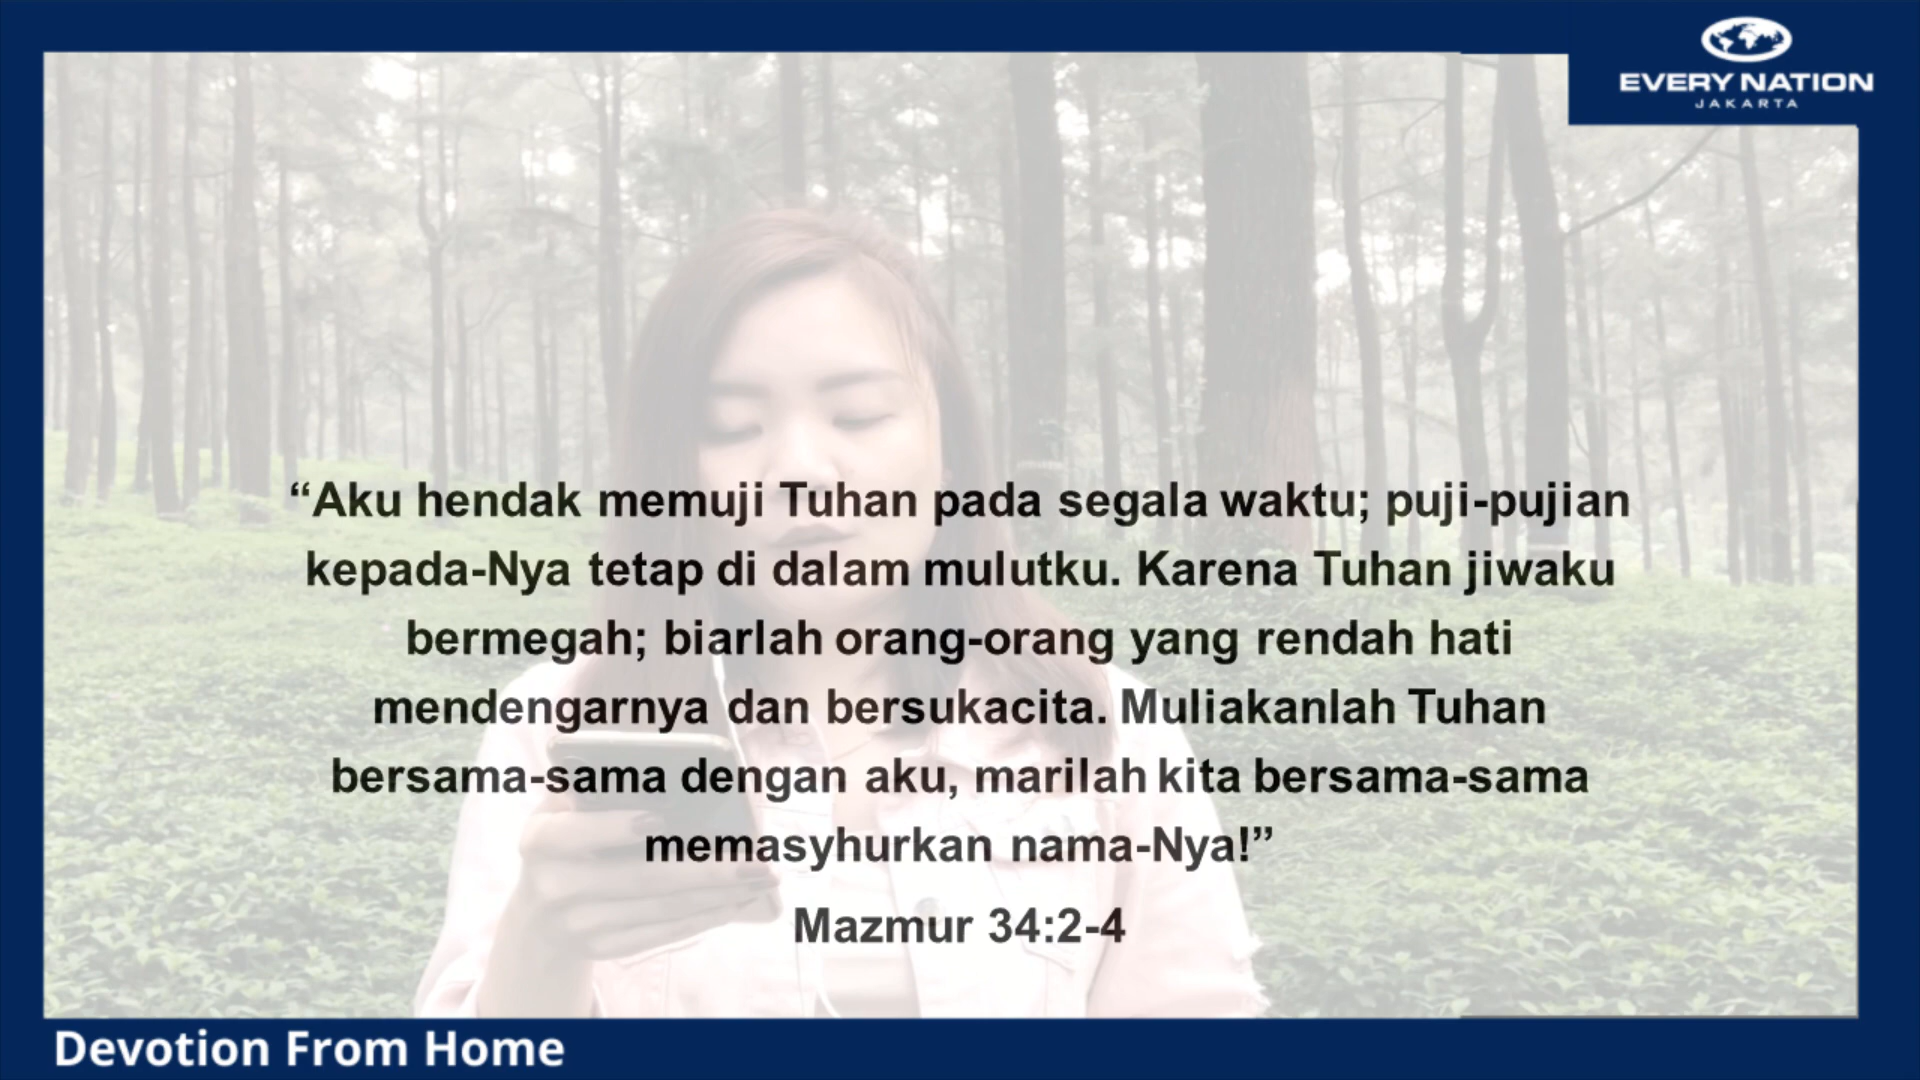 EVERY NATION
JAKARTA
“Aku hendak memuji Tuhan pada segala waktu; puji-pujian
kepada-Nya tetap di dalam mulutku. Karena Tuhan jiwaku
bermegah; biarlah orang-orang yang rendah hati
mendengarnya dan bersukacita. Muliakanlah Tuhan
bersama-sama dengan aku, marilah kita bersama-sama
memasyhurkan nama-Nya!”
Mazmur 34:2-4
Devotion From Home